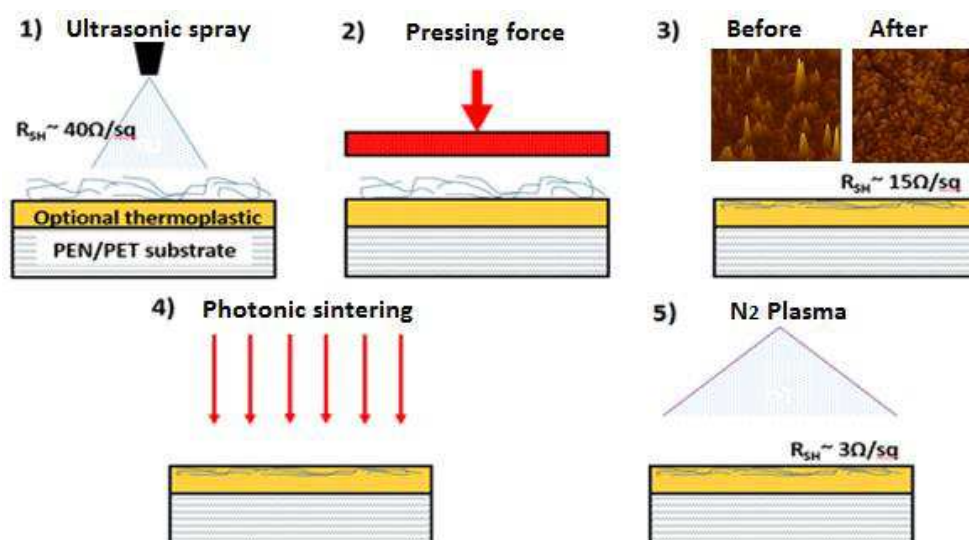 1) Ultrasonic spray
R_SH~ 40Ω/sq
Optional thermoplastic
PEN/PET substrate
2) Pressing force
3) Before After
R_SH~ 15Ω/sq
4) Photonic sintering
5) N2 Plasma
R_SH~ 3Ω/sq